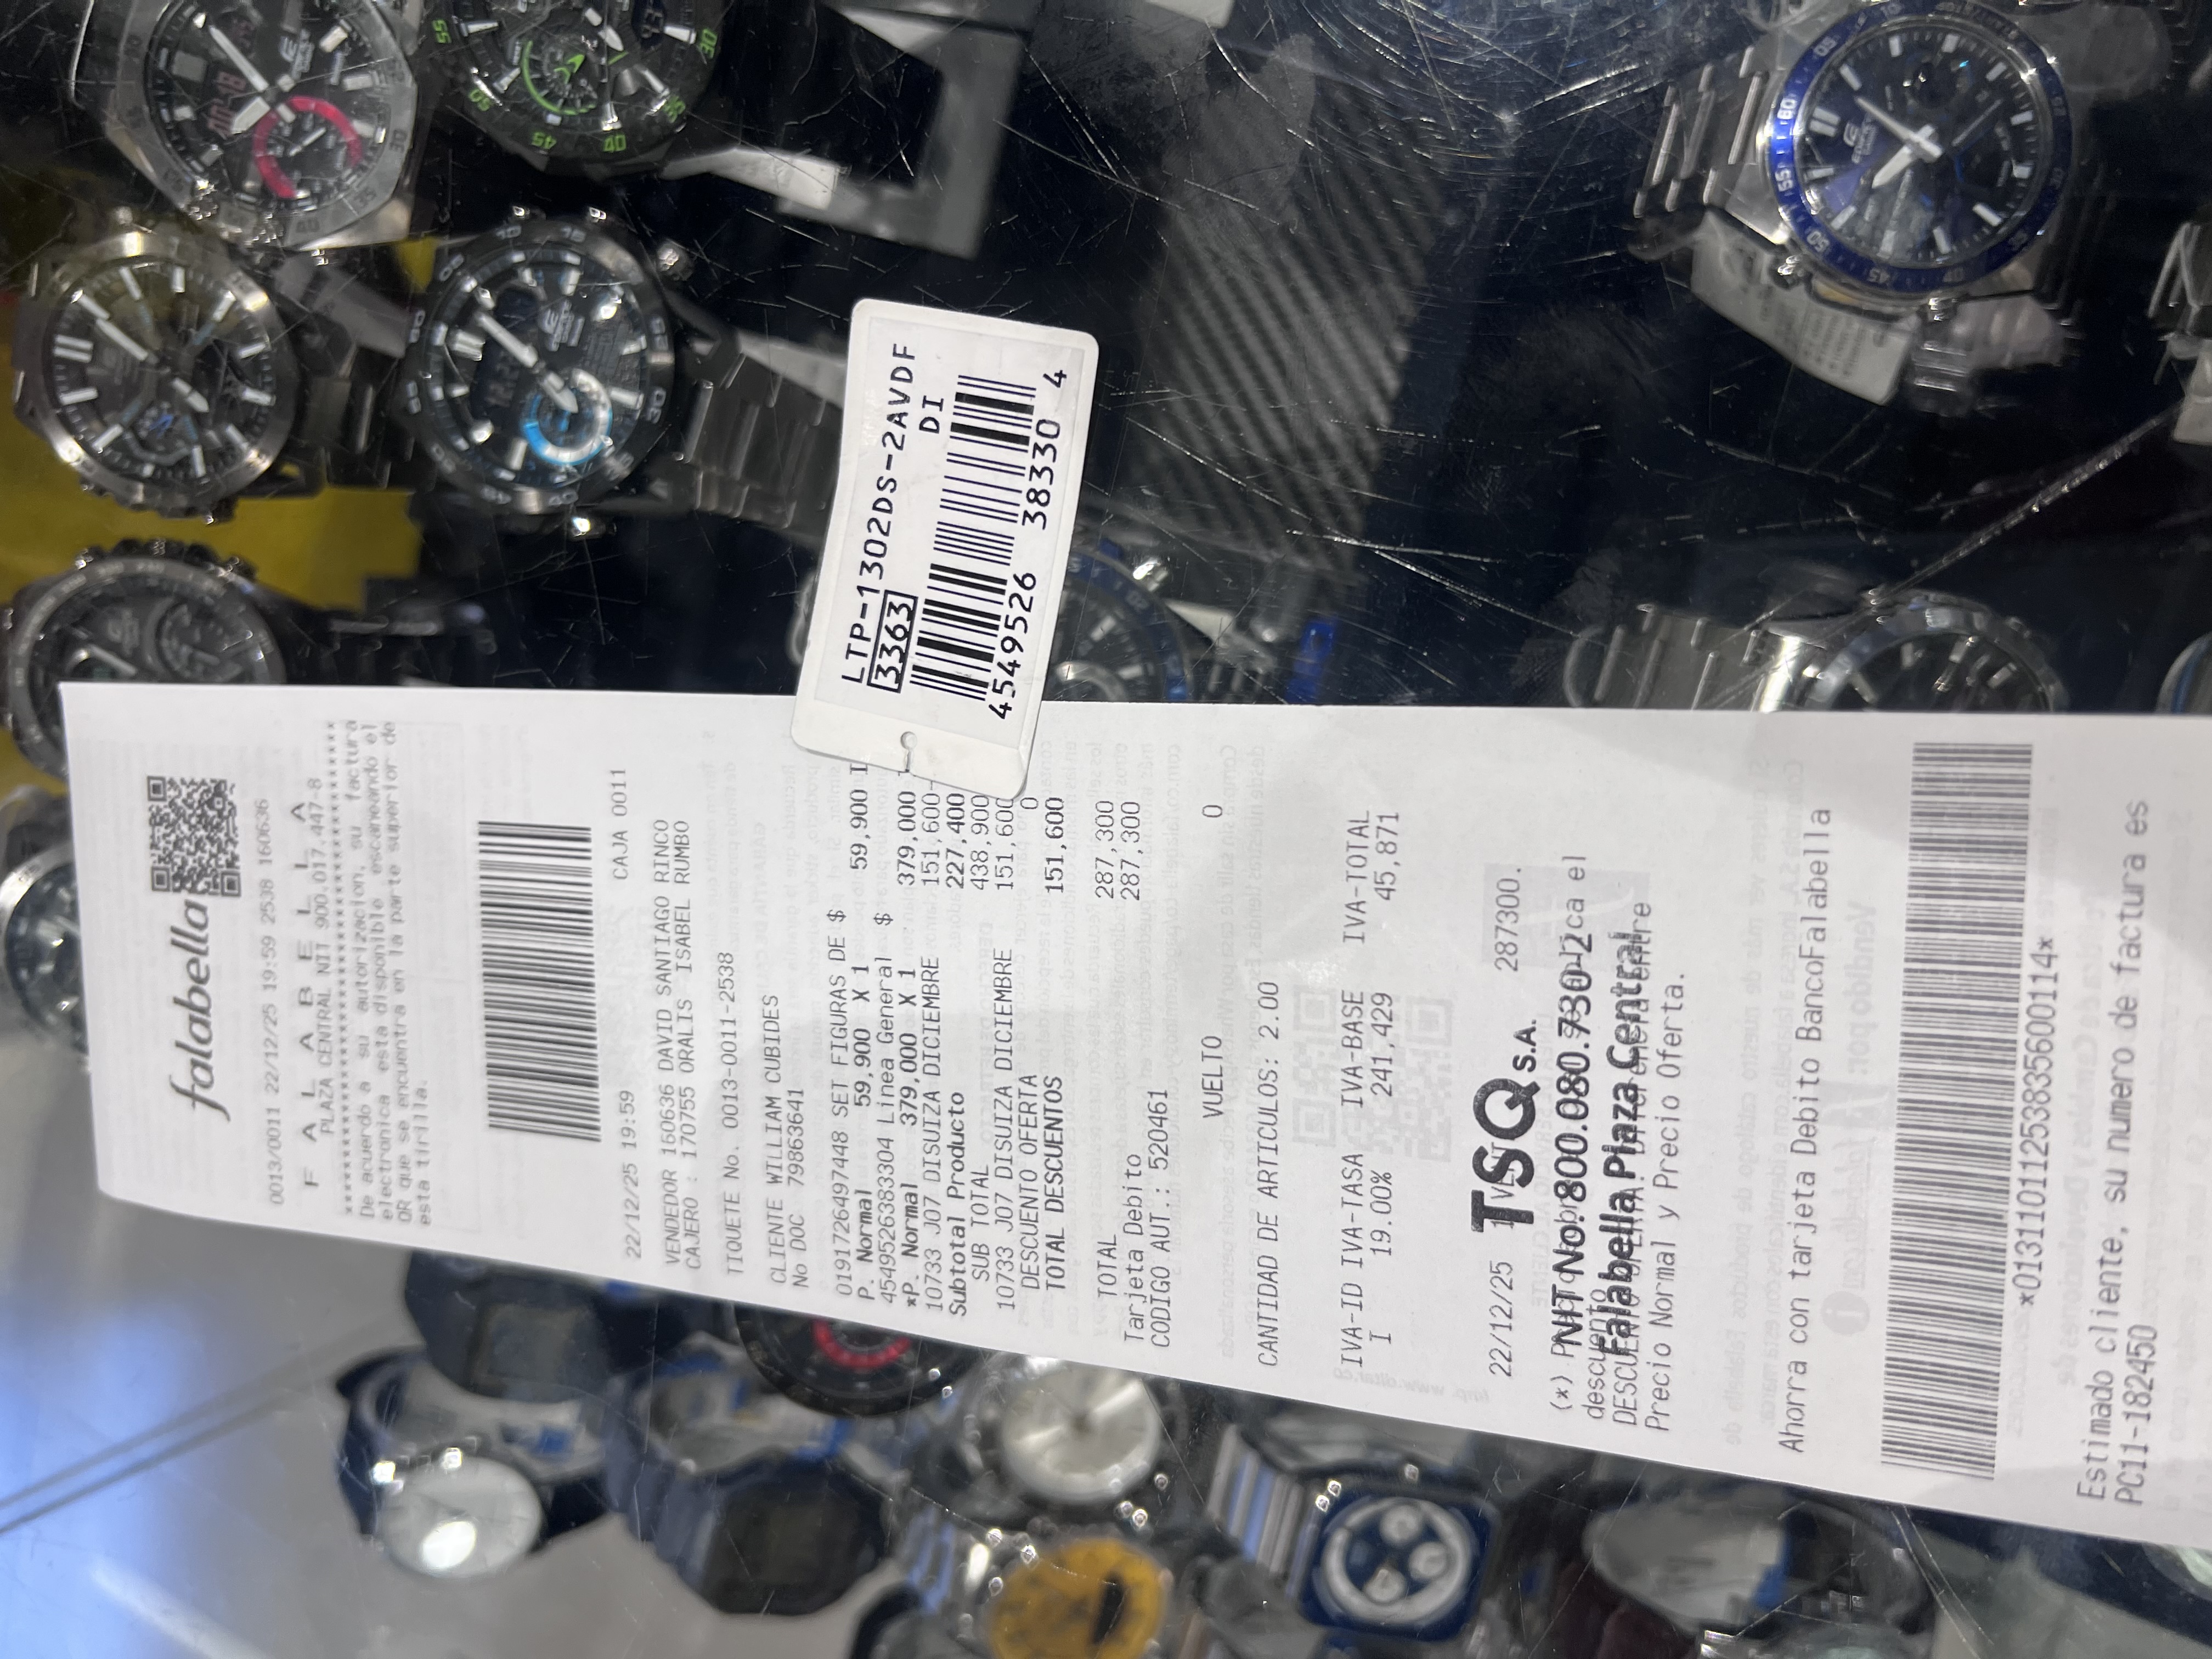 LTP-1302DS-2AVDF
3363 DI
4549526 38330 4
falabella
0013/0011 22/12/25 19:59 2538 160636
F A L A B E L L A
PLAZA CENTRAL NIT 900.017.447-8
De acuerdo a su autorizacion, su factura
electronica esta disponible escaneando el
QR que se encuentra en la parte superior de
esta tirilla.
22/12/25 19:59 CAJA 0011
VENDEDOR 160636 DAVID SANTIAGO RINCO
CAJERO : 170755 ORALIS ISABEL RUMBO
TIQUETE No. 0013-0011-2538
CLIENTE WILLIAM CUBIDES
No DOC 79863641
0191726497448 SET FIGURAS DE $
P. Normal 59,900 X 1 59,900 I
4549526383304 Linea General $
*P. Normal 379,000 X 1 379,000
10733 J07 DISUIZA DICIEMBRE 151,600-
Subtotal Producto 227,400
SUB TOTAL 438,900
10733 J07 DISUIZA DICIEMBRE 151,600
DESCUENTO OFERTA 0
TOTAL DESCUENTOS 151,600
TOTAL 287,300
Tarjeta Debito 287,300
CODIGO AUT.: 520461
VUELTO 0
CANTIDAD DE ARTICULOS: 2.00
IVA-ID IVA-TASA IVA-BASE IVA-TOTAL
I 19.00% 241,429 45,871
22/12/25 287300.
TSQ S.A.
NIT No. 800.080.730-2
Falabella Plaza Central
(*) ca el
descuento
DESCUENTO entre
Precio Normal y Precio Oferta.
Ahorra con tarjeta Debito BancoFalabella
*01311011253835600114*
Estimado cliente, su numero de factura es
PC11-182450